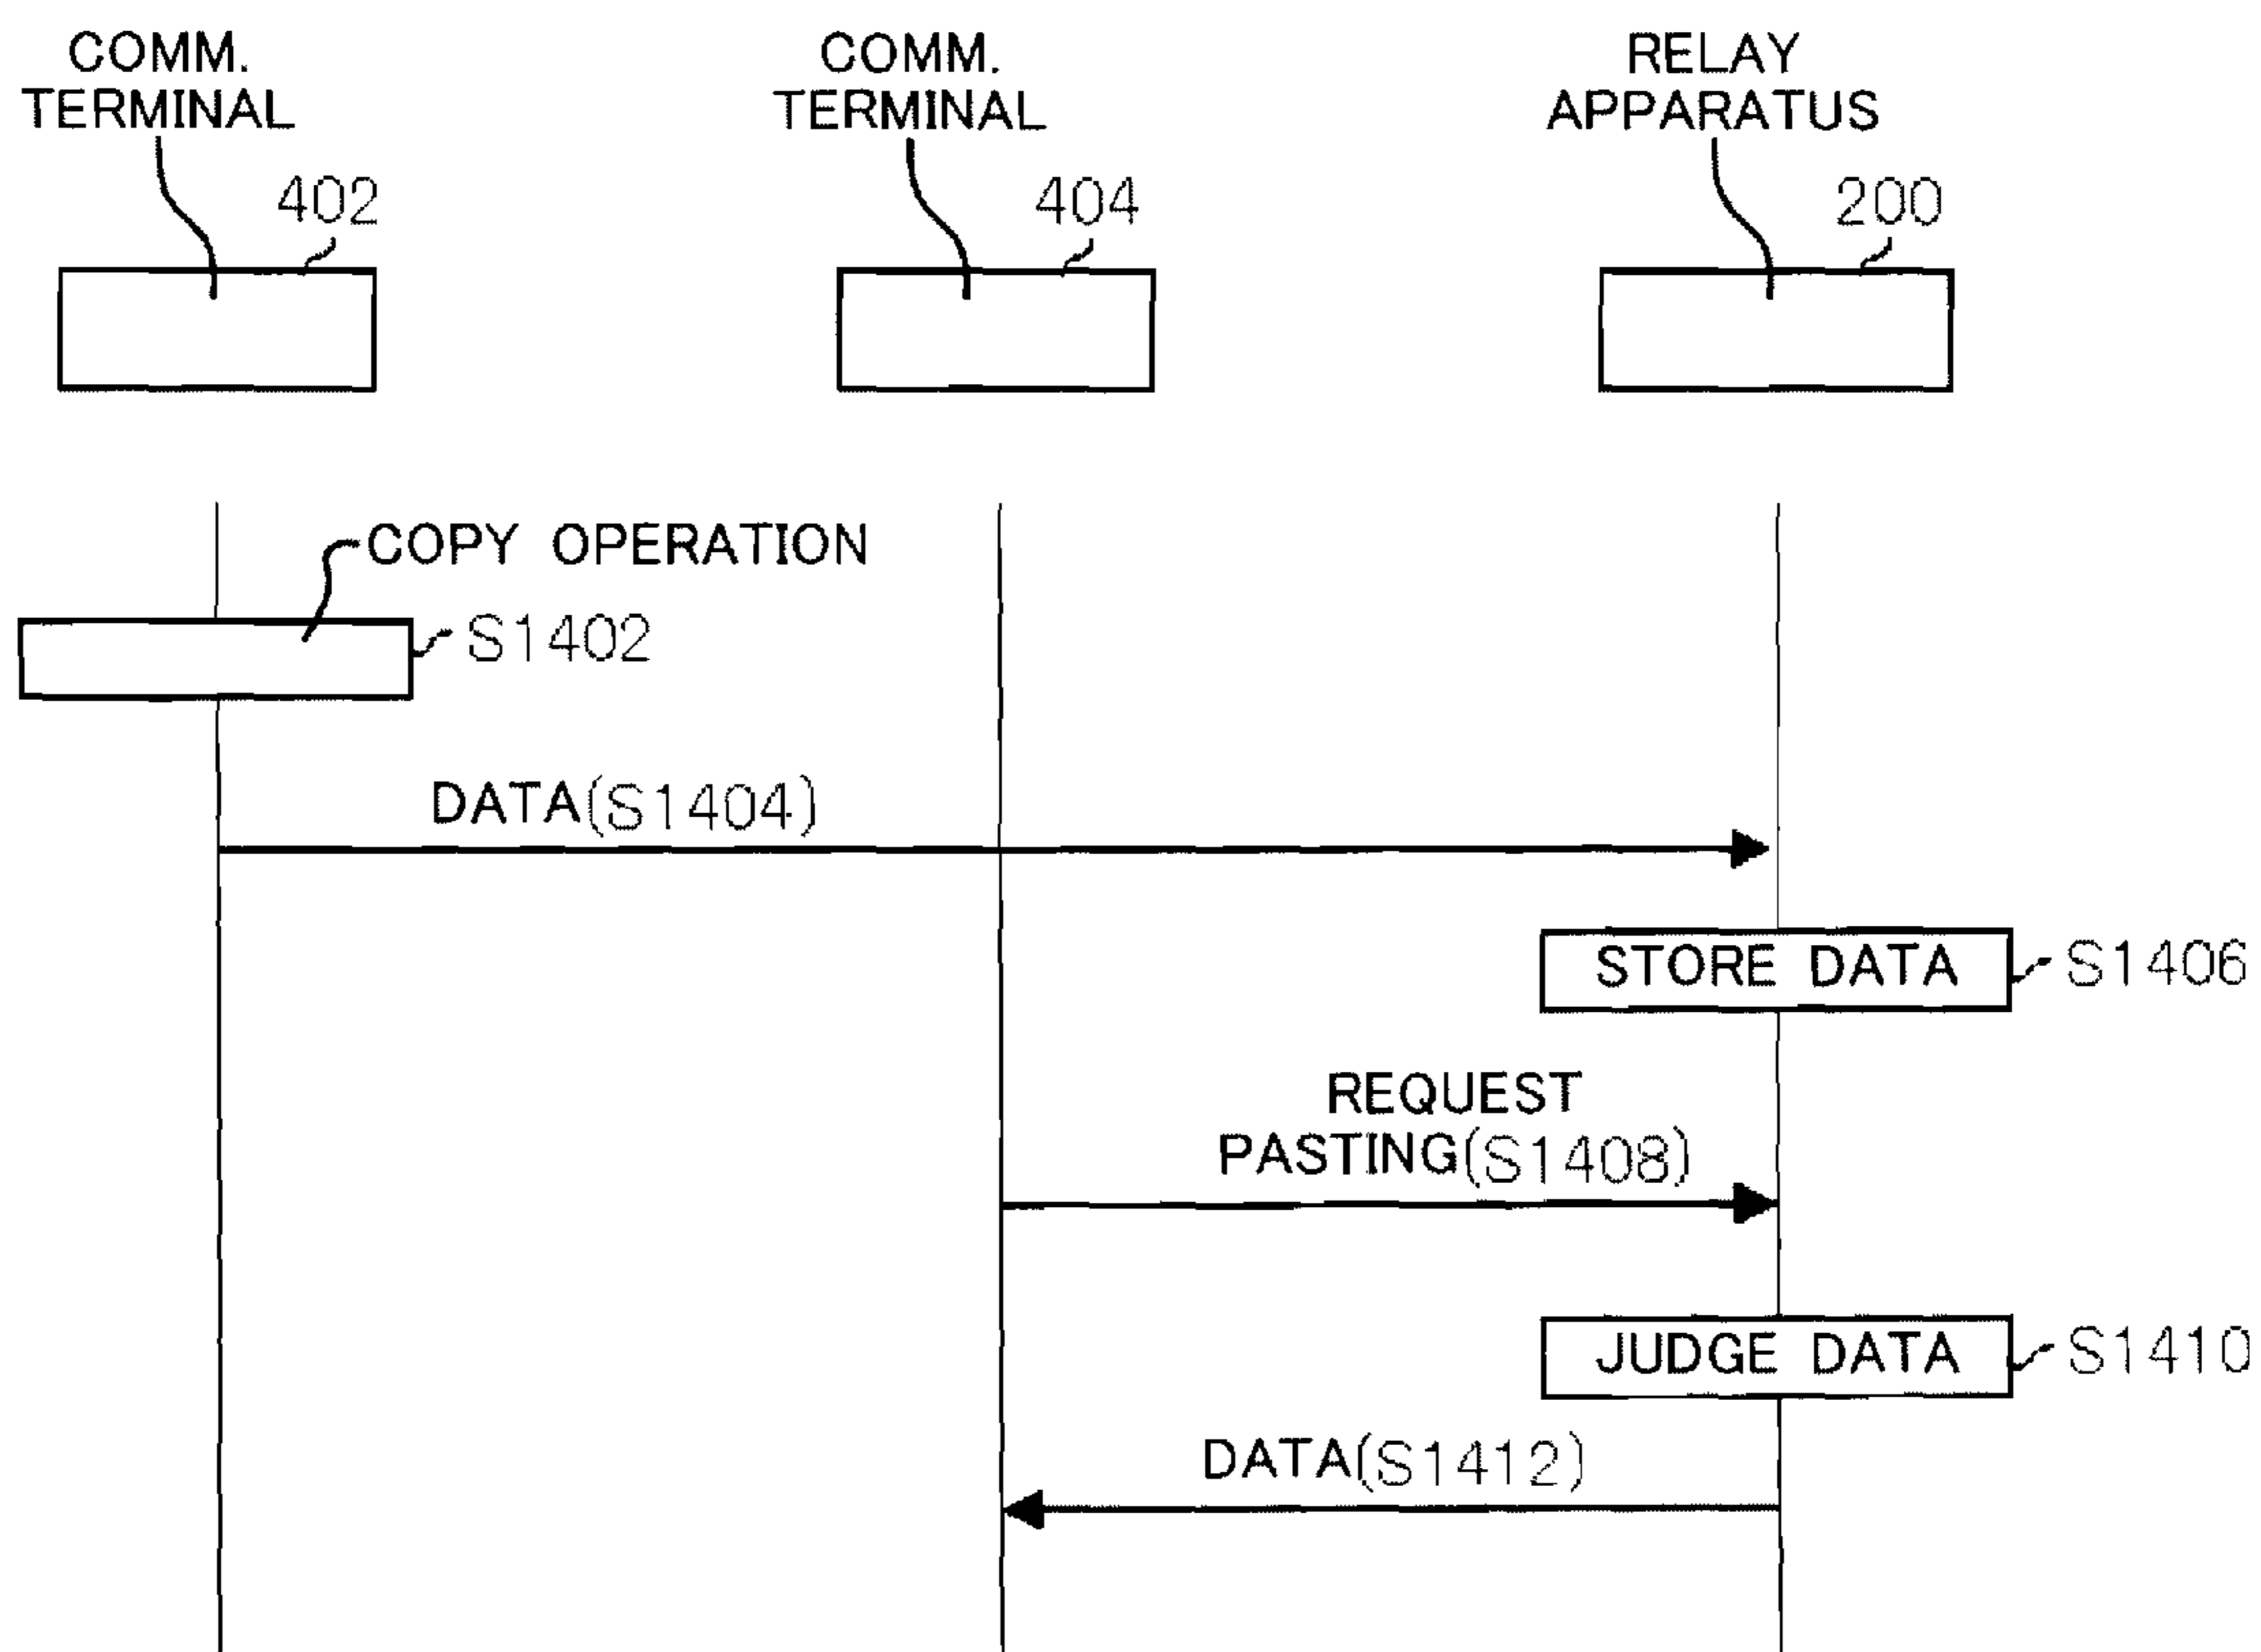 COMM.
TERMINAL
402
COMM.
TERMINAL
404
RELAY
APPARATUS
200
COPY OPERATION
S1402
DATA(S1404)
STORE DATA
S1406
REQUEST
PASTING(S1408)
JUDGE DATA
S1410
DATA(S1412)